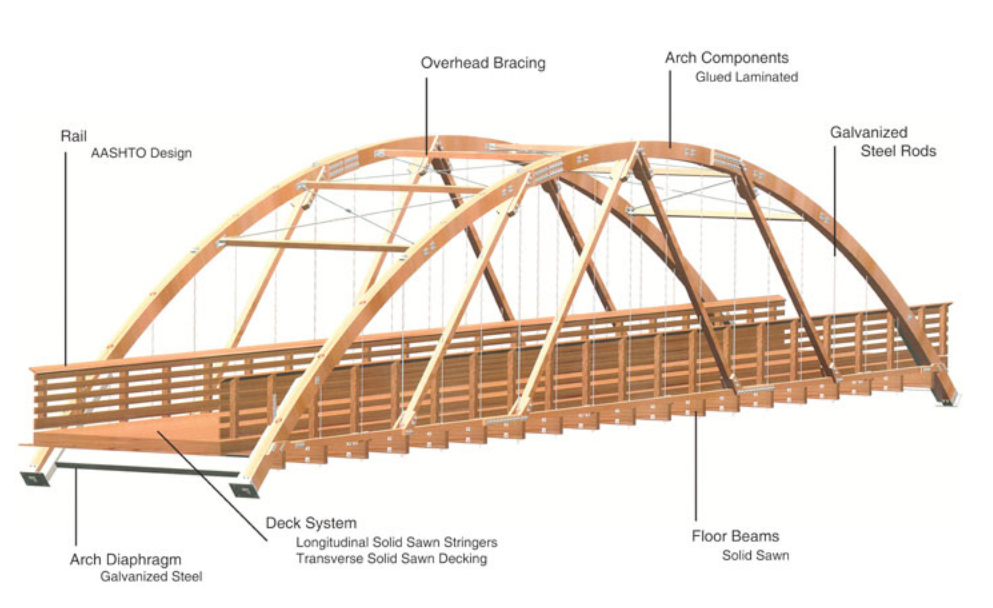 Overhead Bracing
Arch Components
Glued Laminated
Rail
AASHTO Design
Galvanized
Steel Rods
Deck System
Longitudinal Solid Sawn Stringers
Transverse Solid Sawn Decking
Floor Beams
Solid Sawn
Arch Diaphragm
Galvanized Steel